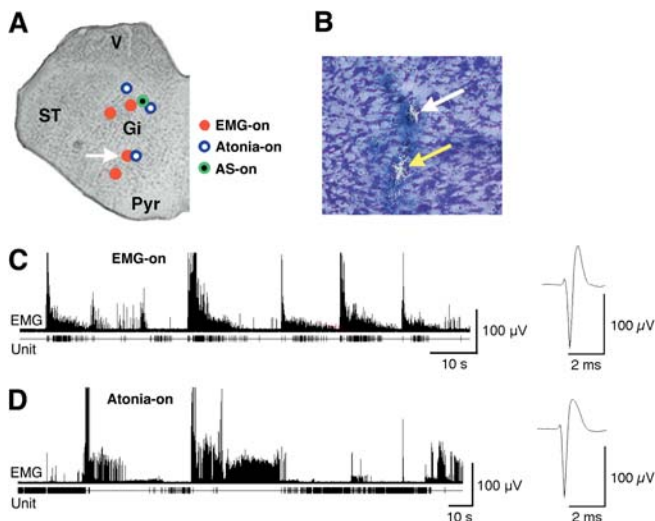 A
V
ST
Gi
Pyr
EMG-on
Atonia-on
AS-on
B
C
EMG-on
EMG
Unit
100 µV
10 s
100 µV
2 ms
D
Atonia-on
EMG
Unit
100 µV
10 s
100 µV
2 ms